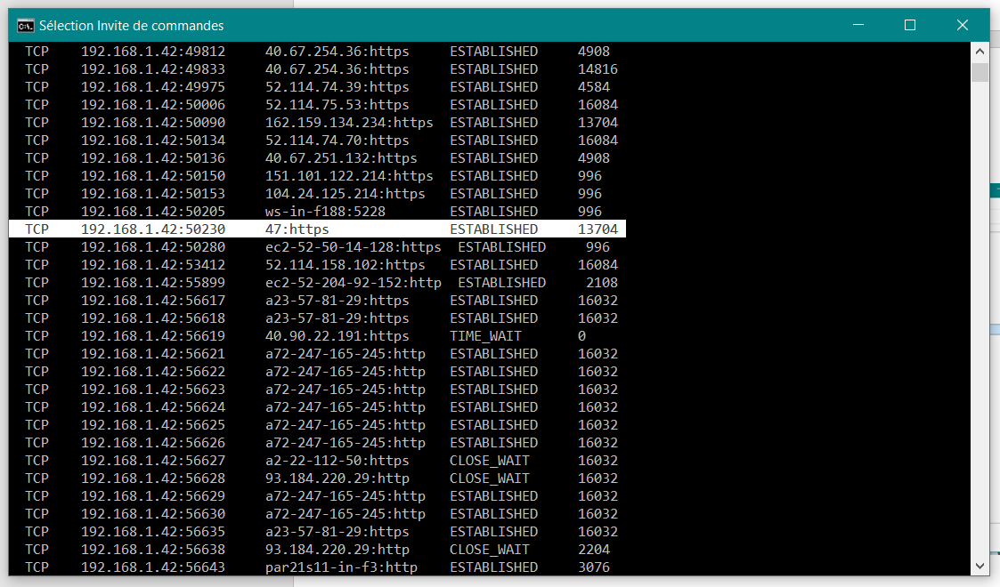 Sélection Invite de commandes
TCP 192.168.1.42:49812 40.67.254.36:https ESTABLISHED 4908
TCP 192.168.1.42:49833 40.67.254.36:https ESTABLISHED 14816
TCP 192.168.1.42:49975 52.114.74.39:https ESTABLISHED 4584
TCP 192.168.1.42:50006 52.114.75.53:https ESTABLISHED 16084
TCP 192.168.1.42:50090 162.159.134.234:https ESTABLISHED 13704
TCP 192.168.1.42:50134 52.114.74.70:https ESTABLISHED 16084
TCP 192.168.1.42:50136 40.67.251.132:https ESTABLISHED 4908
TCP 192.168.1.42:50150 151.101.122.214:https ESTABLISHED 996
TCP 192.168.1.42:50153 104.24.125.214:https ESTABLISHED 996
TCP 192.168.1.42:50205 ws-in-f188:5228 ESTABLISHED 996
TCP 192.168.1.42:50230 47:https ESTABLISHED 13704
TCP 192.168.1.42:50280 ec2-52-50-14-128:https ESTABLISHED 996
TCP 192.168.1.42:53412 52.114.158.102:https ESTABLISHED 16084
TCP 192.168.1.42:55899 ec2-52-204-92-152:http ESTABLISHED 2108
TCP 192.168.1.42:56617 a23-57-81-29:https ESTABLISHED 16032
TCP 192.168.1.42:56618 a23-57-81-29:https ESTABLISHED 16032
TCP 192.168.1.42:56619 40.90.22.191:https TIME_WAIT 0
TCP 192.168.1.42:56621 a72-247-165-245:http ESTABLISHED 16032
TCP 192.168.1.42:56622 a72-247-165-245:http ESTABLISHED 16032
TCP 192.168.1.42:56623 a72-247-165-245:http ESTABLISHED 16032
TCP 192.168.1.42:56624 a72-247-165-245:http ESTABLISHED 16032
TCP 192.168.1.42:56625 a72-247-165-245:http ESTABLISHED 16032
TCP 192.168.1.42:56626 a72-247-165-245:http ESTABLISHED 16032
TCP 192.168.1.42:56627 a2-22-112-50:https CLOSE_WAIT 16032
TCP 192.168.1.42:56628 93.184.220.29:http CLOSE_WAIT 16032
TCP 192.168.1.42:56629 a72-247-165-245:http ESTABLISHED 16032
TCP 192.168.1.42:56630 a72-247-165-245:http ESTABLISHED 16032
TCP 192.168.1.42:56635 a23-57-81-29:https ESTABLISHED 16032
TCP 192.168.1.42:56638 93.184.220.29:http CLOSE_WAIT 2204
TCP 192.168.1.42:56643 par21s11-in-f3:http ESTABLISHED 3076